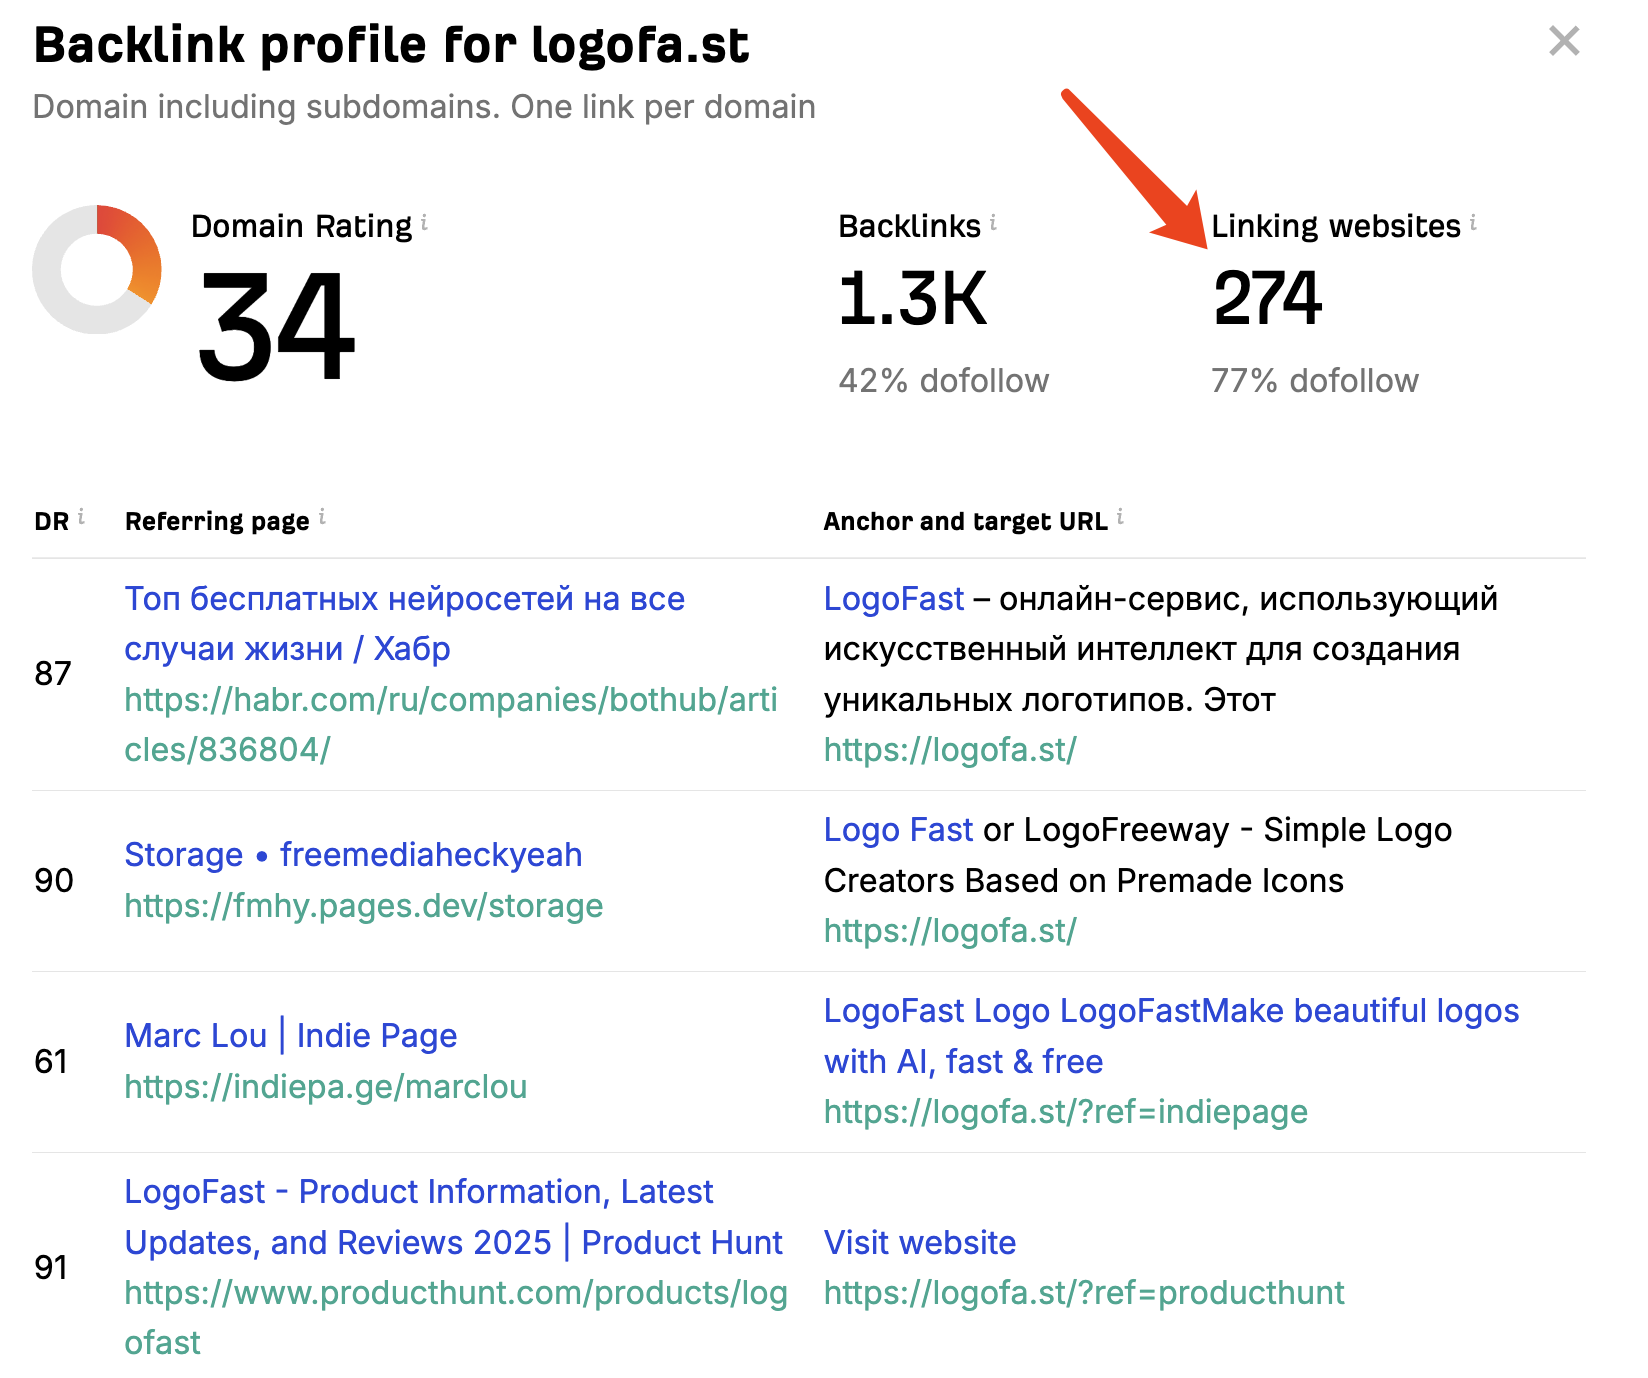 Backlink profile for logofa.st
Domain including subdomains. One link per domain
Domain Rating i
34
Backlinks i
1.3K
42% dofollow
Linking websites i
274
77% dofollow
DR i
Referring page i
Anchor and target URL i
87
Топ бесплатных нейросетей на все
случаи жизни / Хабр
https://habr.com/ru/companies/bothub/arti
cles/836804/
LogoFast – онлайн-сервис, использующий
искусственный интеллект для создания
уникальных логотипов. Этот
https://logofa.st/
90
Storage • freemediaheckyeah
https://fmhy.pages.dev/storage
Logo Fast or LogoFreeway - Simple Logo
Creators Based on Premade Icons
https://logofa.st/
61
Marc Lou | Indie Page
https://indiepa.ge/marclou
LogoFast Logo LogoFastMake beautiful logos
with AI, fast & free
https://logofa.st/?ref=indiepage
91
LogoFast - Product Information, Latest
Updates, and Reviews 2025 | Product Hunt
https://www.producthunt.com/products/log
ofast
Visit website
https://logofa.st/?ref=producthunt